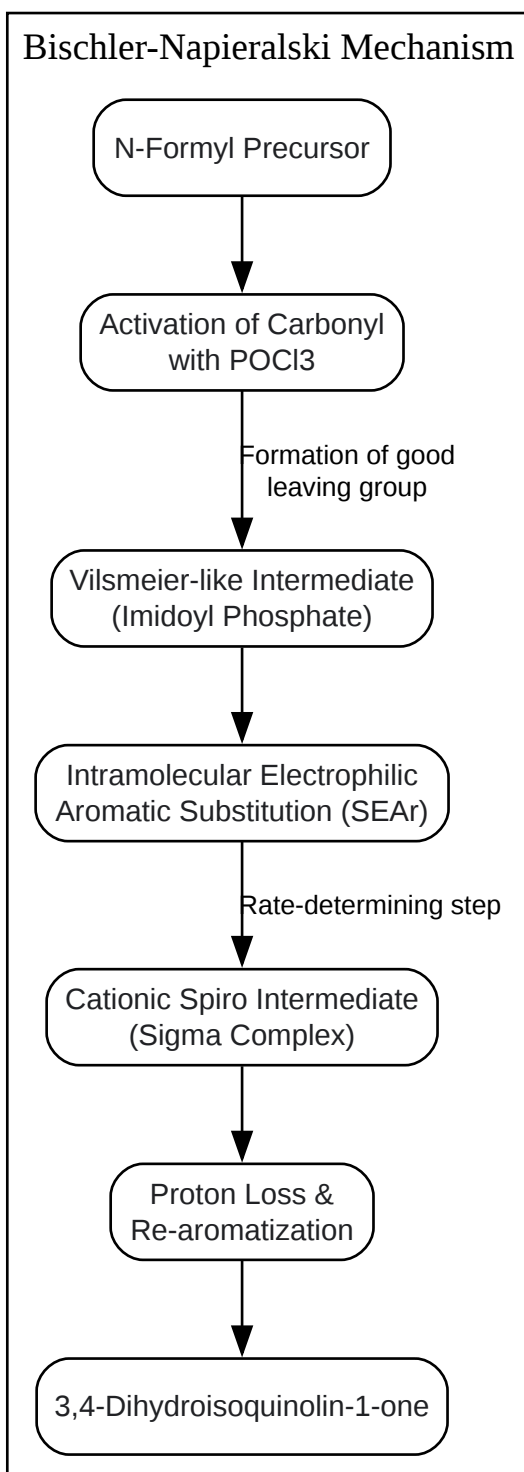 Bischler-Napieralski Mechanism
N-Formyl Precursor
Activation of Carbonyl
with POCl3
Formation of good
leaving group
Vilsmeier-like Intermediate
(Imidoyl Phosphate)
Intramolecular Electrophilic
Aromatic Substitution (SEAr)
Rate-determining step
Cationic Spiro Intermediate
(Sigma Complex)
Proton Loss &
Re-aromatization
3,4-Dihydroisoquinolin-1-one